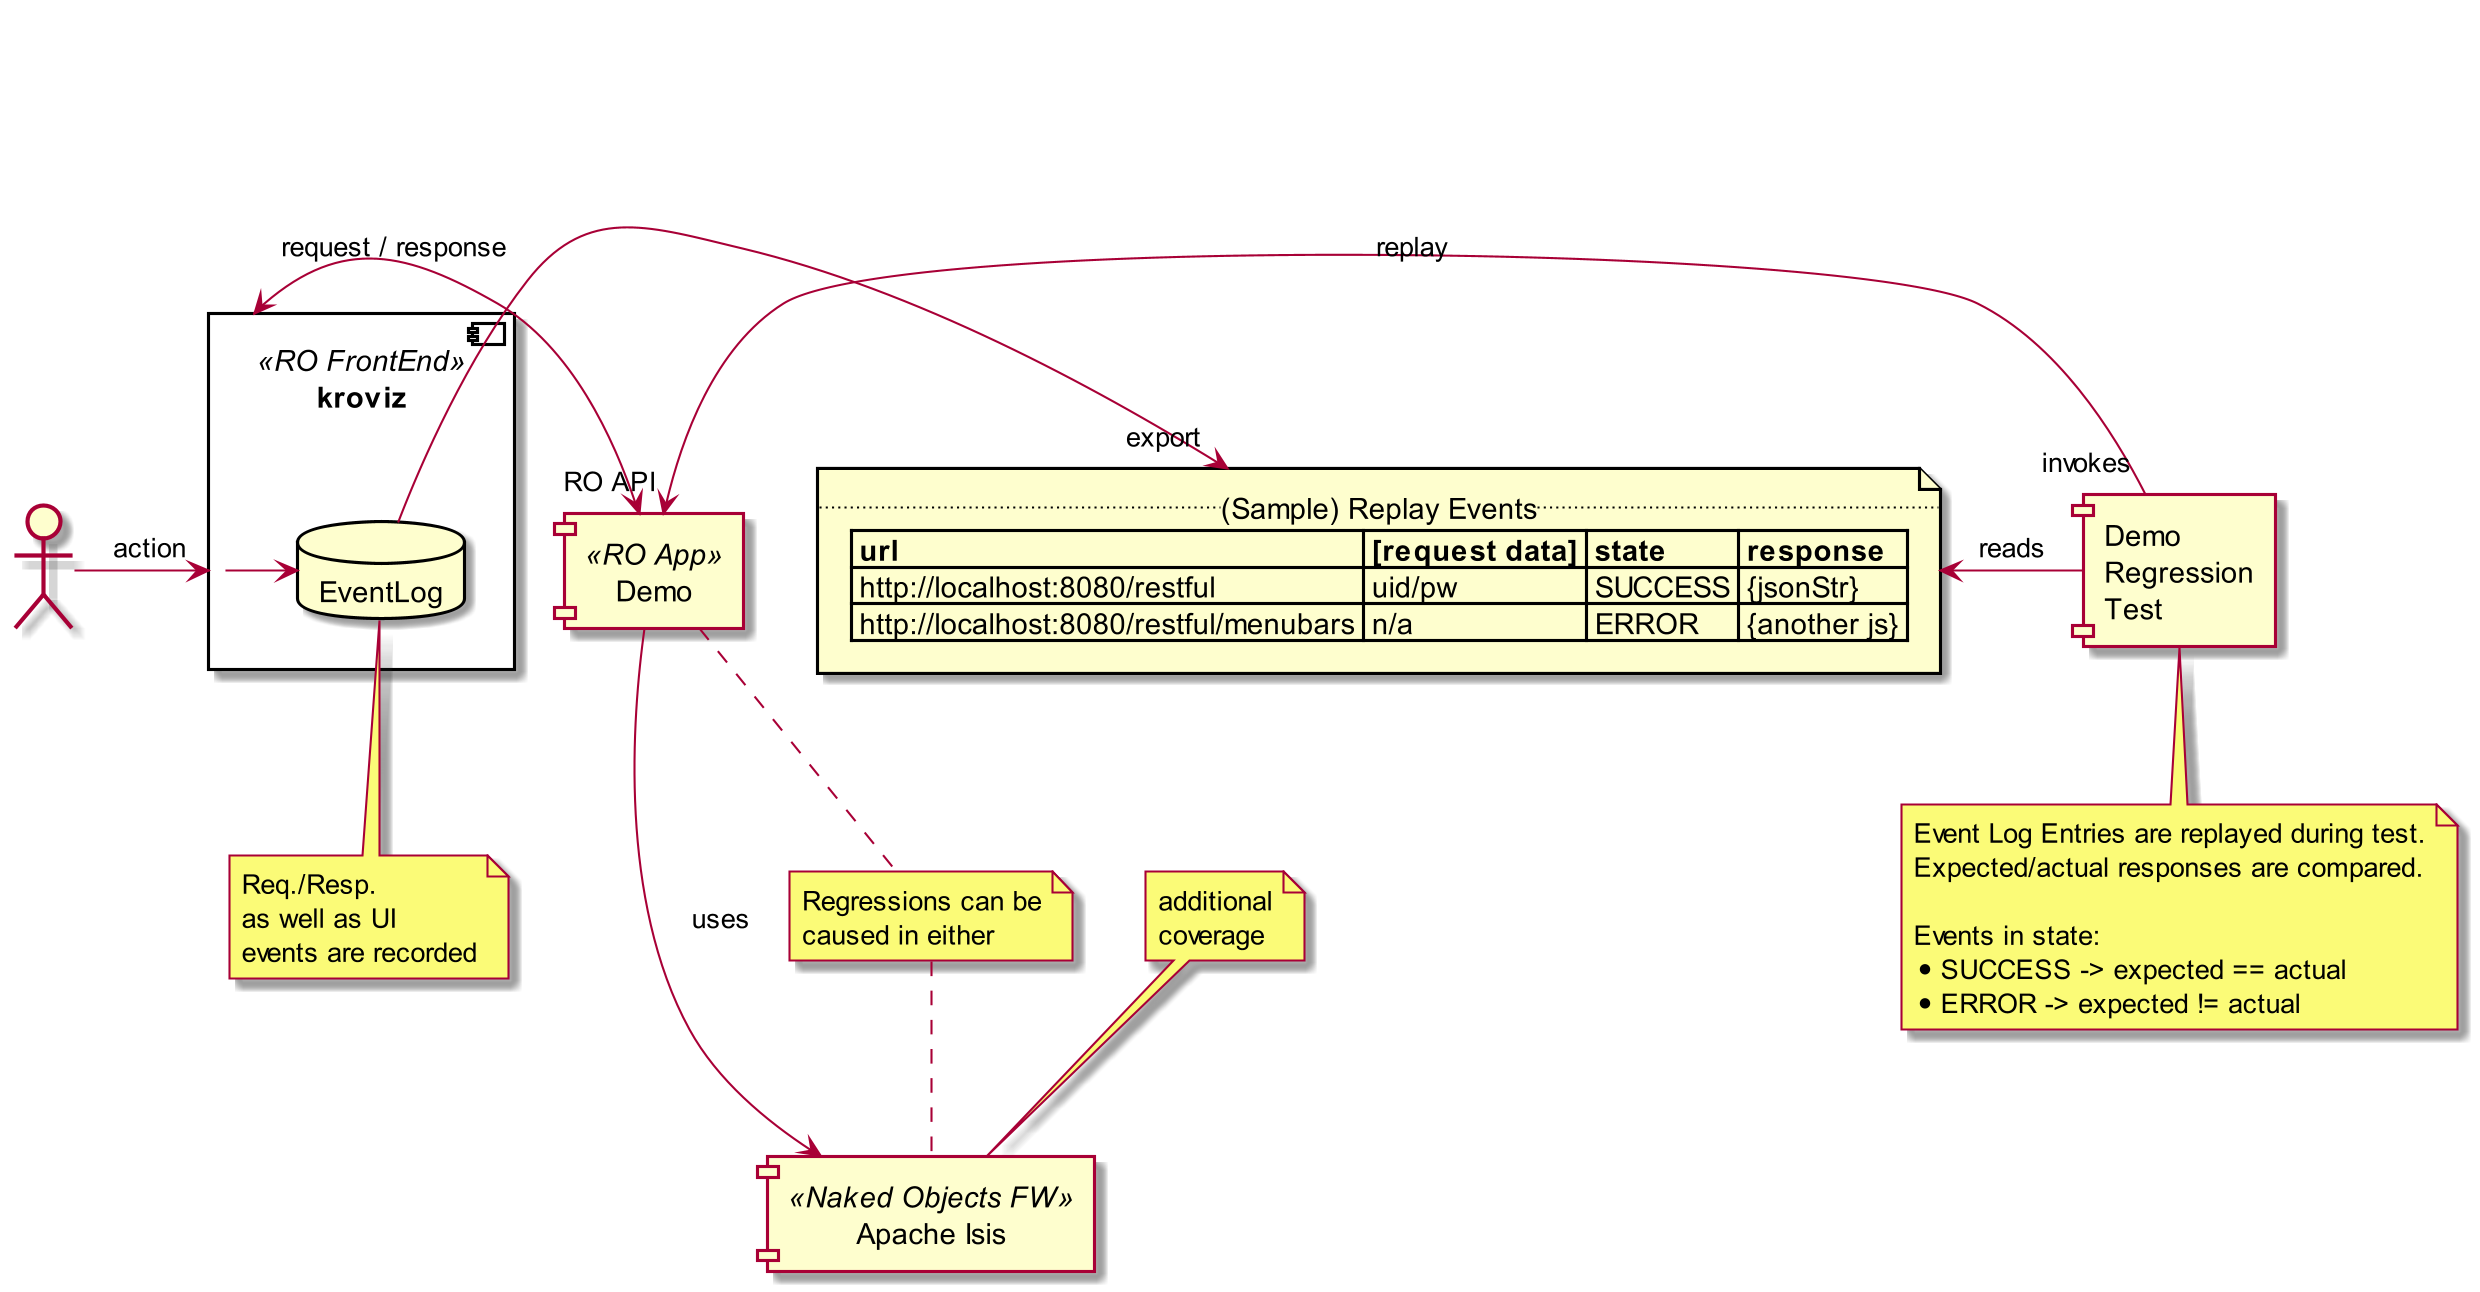 request / response
replay
«RO FrontEnd»
kroviz
export
invokes
RO API
(Sample) Replay Events
url [request data] state response
http://localhost:8080/restful uid/pw SUCCESS {jsonStr}
http://localhost:8080/restful/menubars n/a ERROR {another js}
action
EventLog
«RO App»
Demo
reads
Demo
Regression
Test
Req./Resp.
as well as UI
events are recorded
uses
Regressions can be
caused in either
additional
coverage
Event Log Entries are replayed during test.
Expected/actual responses are compared.
Events in state:
• SUCCESS -> expected == actual
• ERROR -> expected != actual
«Naked Objects FW»
Apache Isis